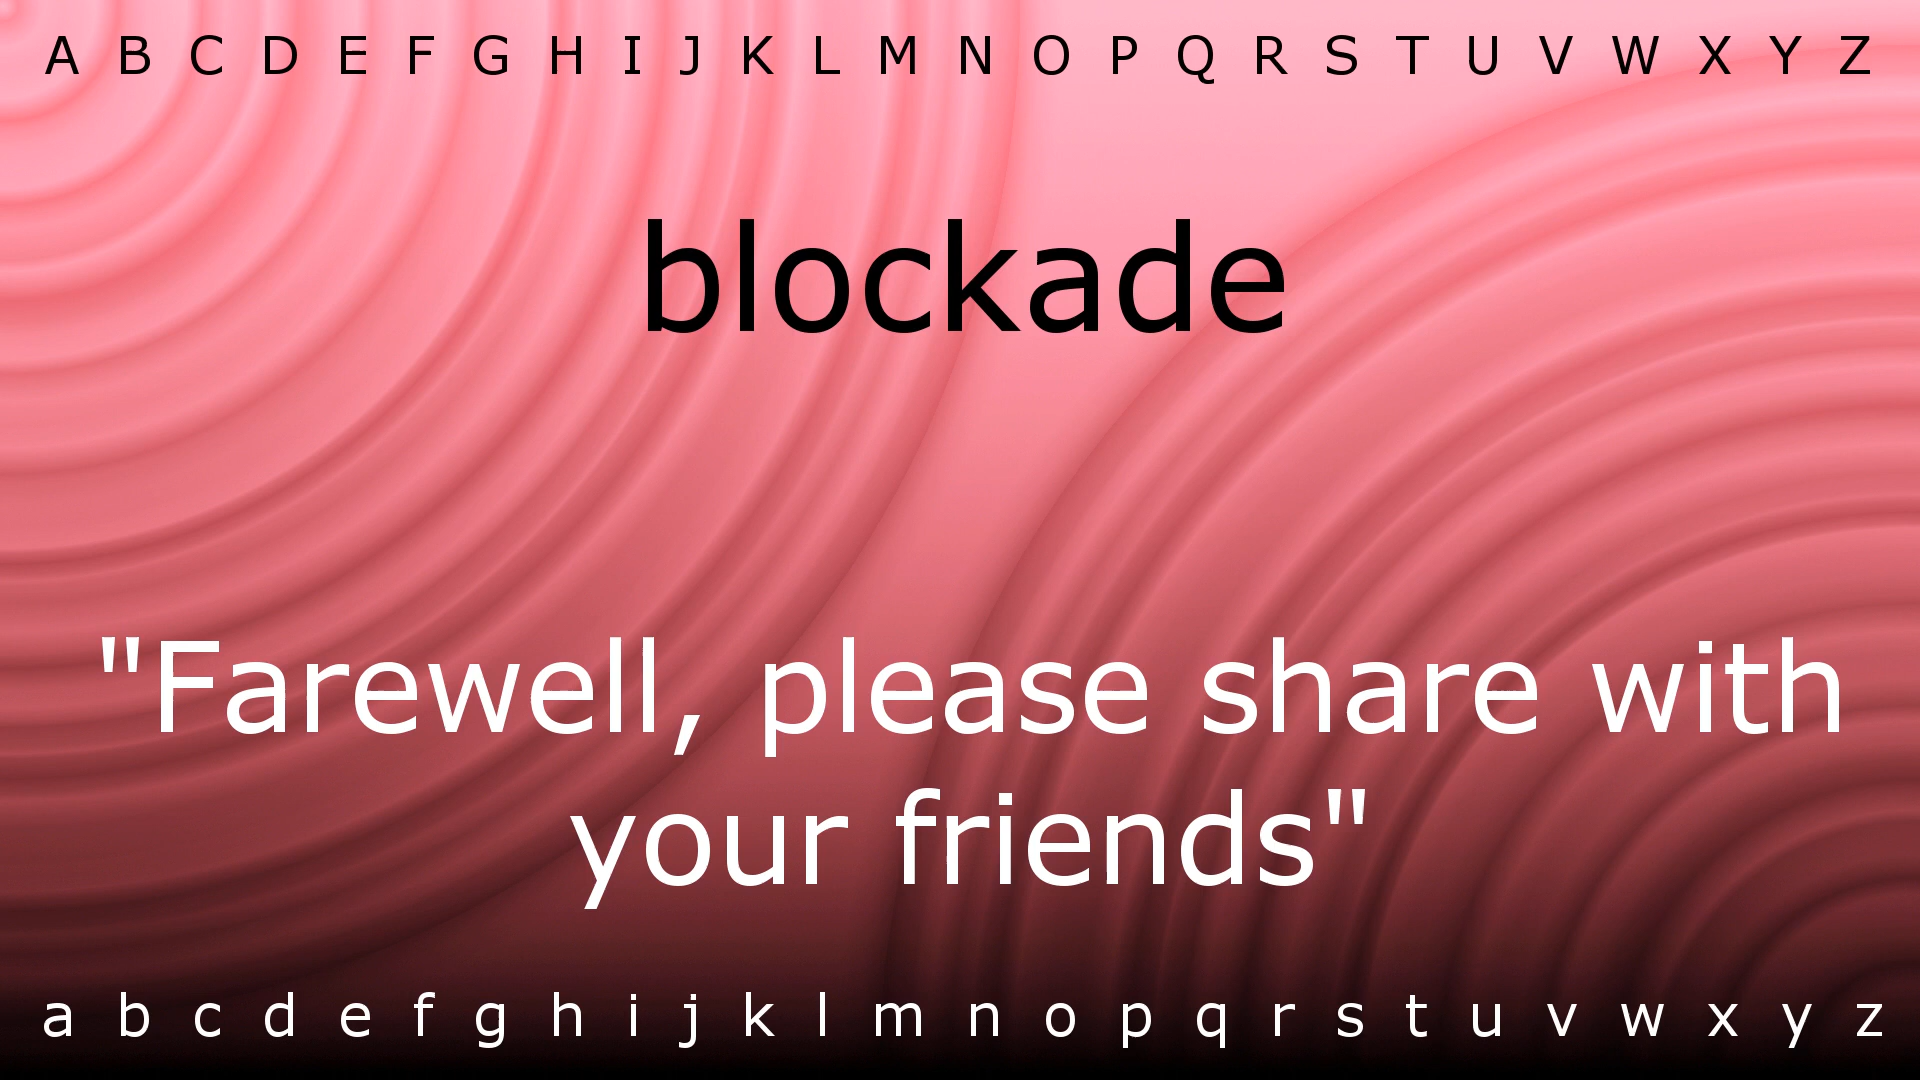 A B C D E F G H I J K L M N O P Q R S T U V W X Y Z
blockade
"Farewell, please share with
your friends"
a b c d e f g h i j k l m n o p q r s t u v w x y z